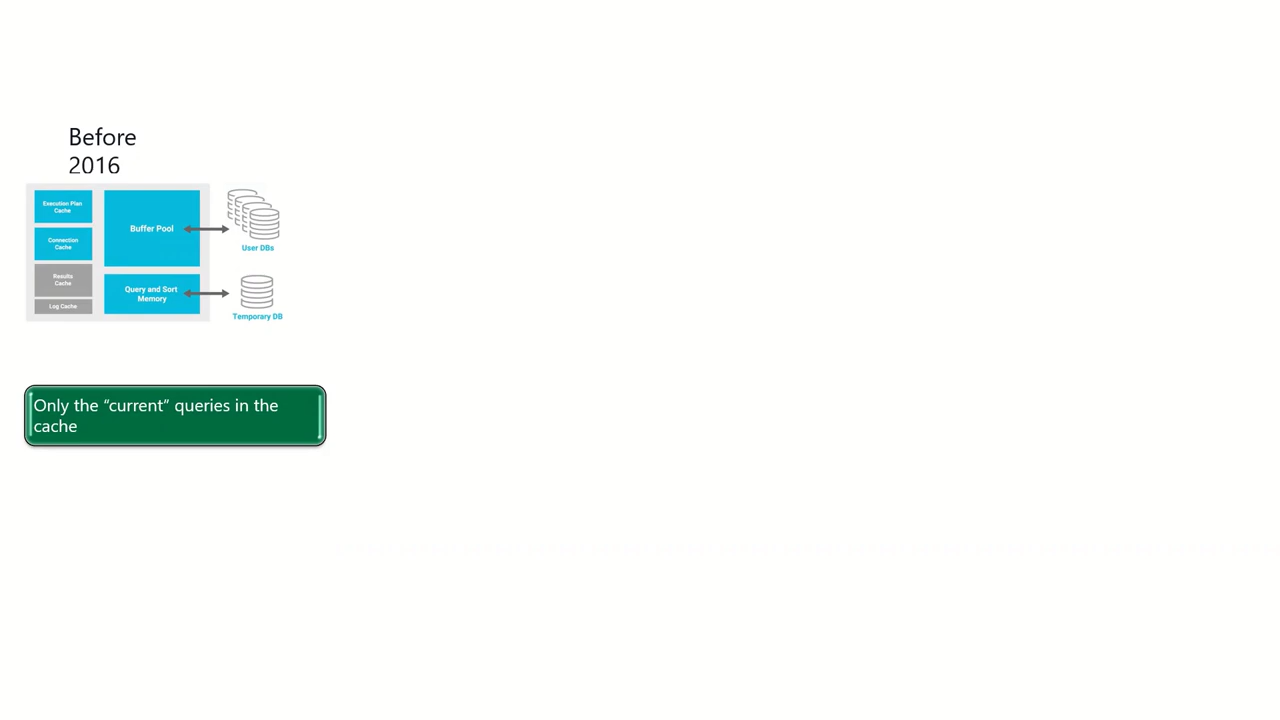 Before
2016
Execution Plan
Cache
Connection
Cache
Results
Cache
Log Cache
Buffer Pool
Query and Sort
Memory
User DBs
Temporary DB
Only the “current” queries in the
cache